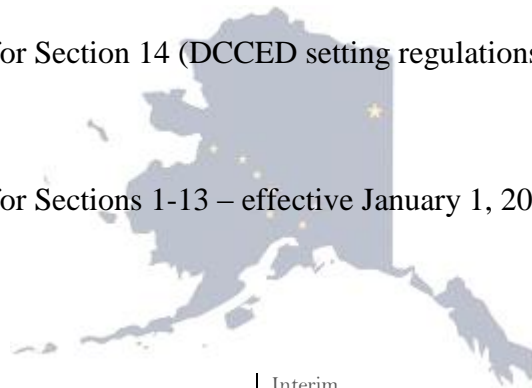 for Section 14 (DCCED setting regulations
for Sections 1-13 – effective January 1, 20
Interim